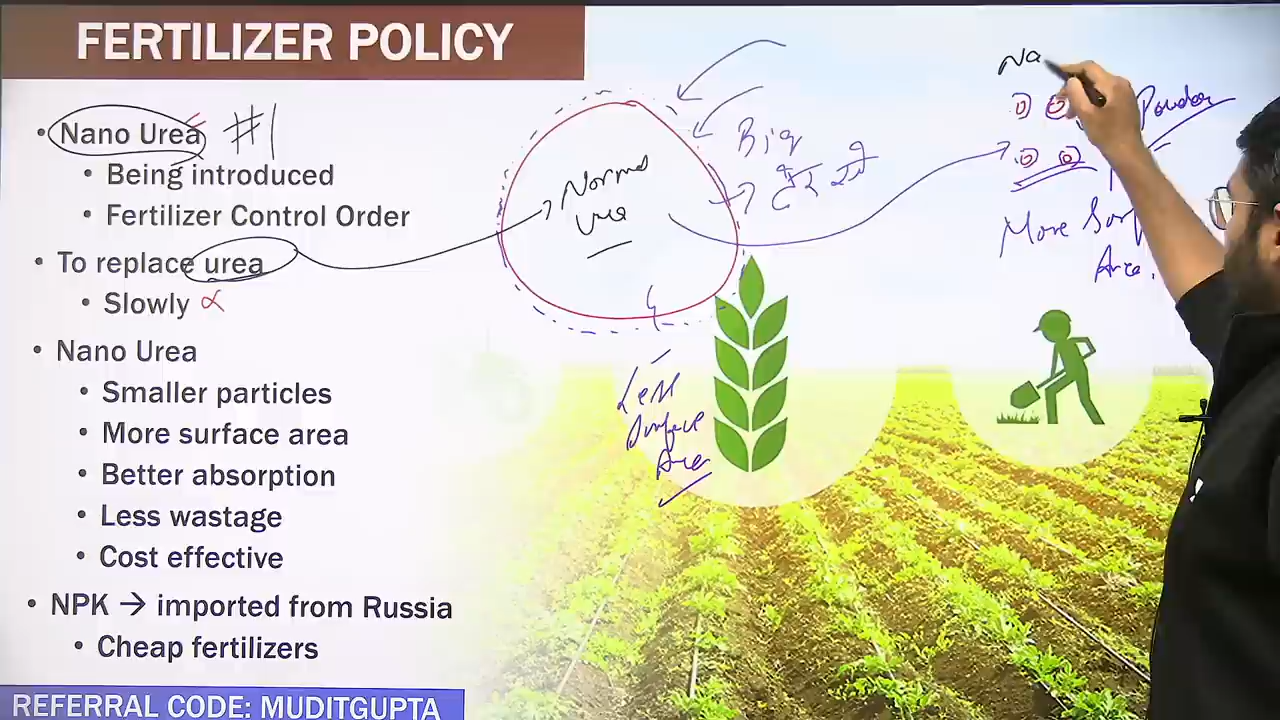 FERTILIZER POLICY
• Nano Urea #1
• Being introduced
• Fertilizer Control Order
• To replace urea
• Slowly
• Nano Urea
• Smaller particles
• More surface area
• Better absorption
• Less wastage
• Cost effective
• NPK → imported from Russia
• Cheap fertilizers
REFERRAL CODE: MUDITGUPTA
Normal
Urea
Big
Less
Surface
Area
Na
Powder
More Surf
Area.